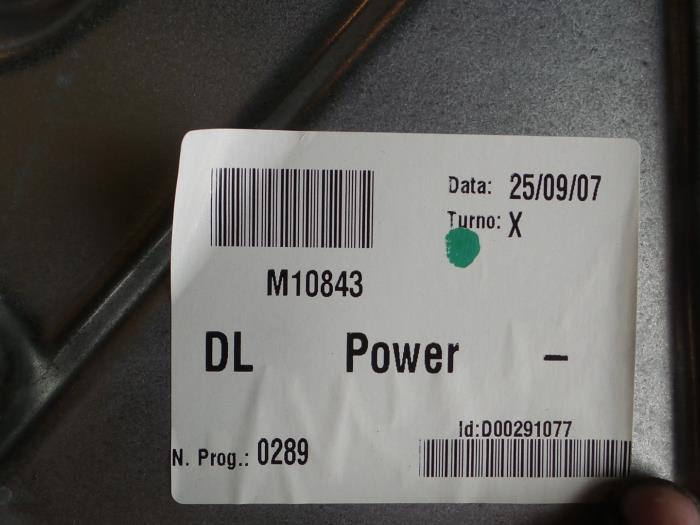 Data: 25/09/07
Turno: X
M10843
DL Power -
Id:D00291077
N. Prog.: 0289